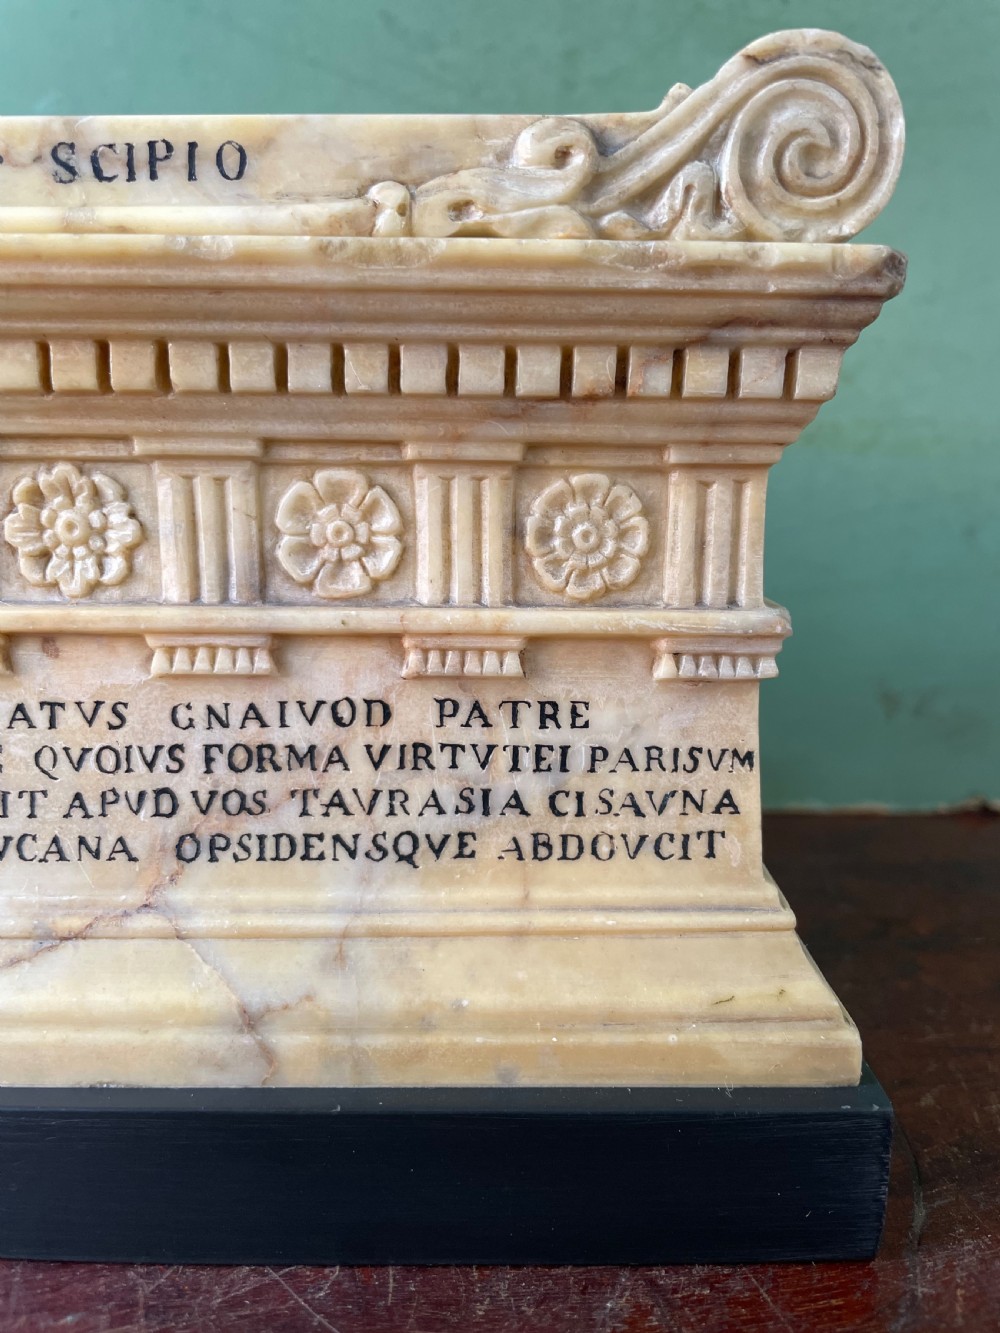 SCIPIO
ATVS GNAIVOD PATRE
QVOIVS FORMA VIRTVTEI PARISVM
IT APVD VOS TAVRASIA CISAVNA
VCANA OPSIDENSQVE ABDOVCIT